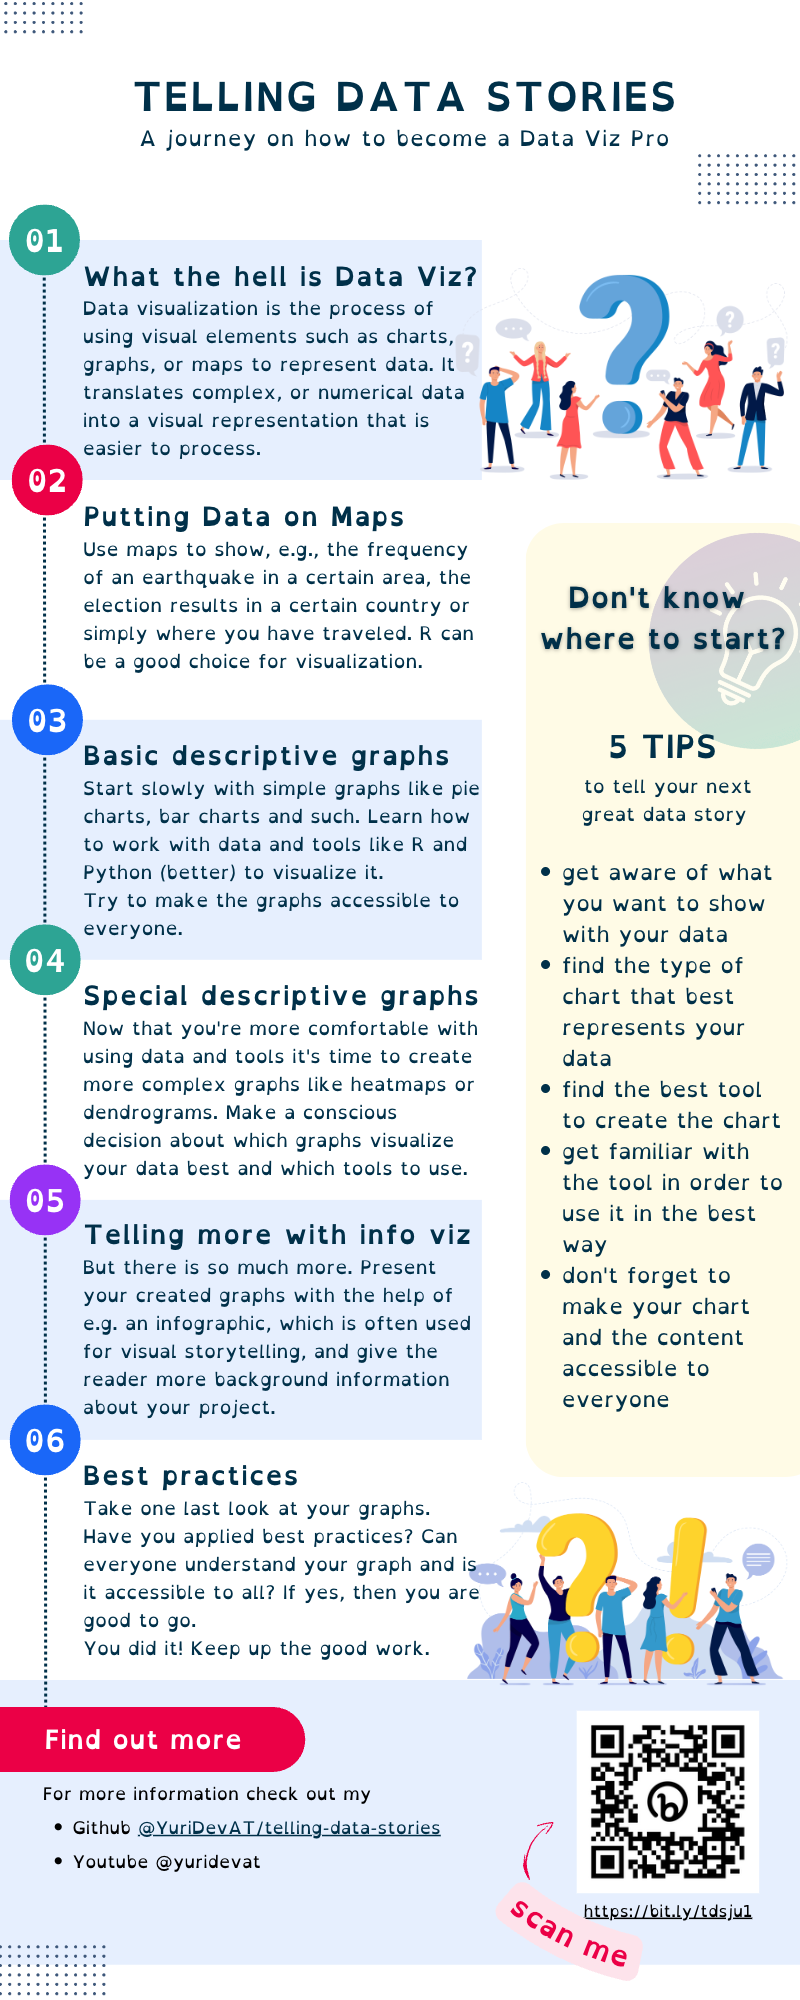 TELLING DATA STORIES
A journey on how to become a Data Viz Pro
01
What the hell is Data Viz?
Data visualization is the process of
using visual elements such as charts,
graphs, or maps to represent data. It
translates complex, or numerical data
into a visual representation that is
easier to process.
?
?
?
?
02
Putting Data on Maps
Use maps to show, e.g., the frequency
of an earthquake in a certain area, the
election results in a certain country or
simply where you have traveled. R can
be a good choice for visualization.
03
Basic descriptive graphs
Start slowly with simple graphs like pie
charts, bar charts and such. Learn how
to work with data and tools like R and
Python (better) to visualize it.
Try to make the graphs accessible to
everyone.
04
Special descriptive graphs
Now that you're more comfortable with
using data and tools it's time to create
more complex graphs like heatmaps or
dendrograms. Make a conscious
decision about which graphs visualize
your data best and which tools to use.
05
Telling more with info viz
But there is so much more. Present
your created graphs with the help of
e.g. an infographic, which is often used
for visual storytelling, and give the
reader more background information
about your project.
06
Best practices
Take one last look at your graphs.
Have you applied best practices? Can
everyone understand your graph and is
it accessible to all? If yes, then you are
good to go.
You did it! Keep up the good work.
Don't know
where to start?
5 TIPS
to tell your next
great data story
• get aware of what
you want to show
with your data
• find the type of
chart that best
represents your
data
• find the best tool
to create the chart
• get familiar with
the tool in order to
use it in the best
way
• don't forget to
make your chart
and the content
accessible to
everyone
?!
Find out more
For more information check out my
• Github @YuriDevAT/telling-data-stories
• Youtube @yuridevat
b
https://bit.ly/tdsju1
scan me